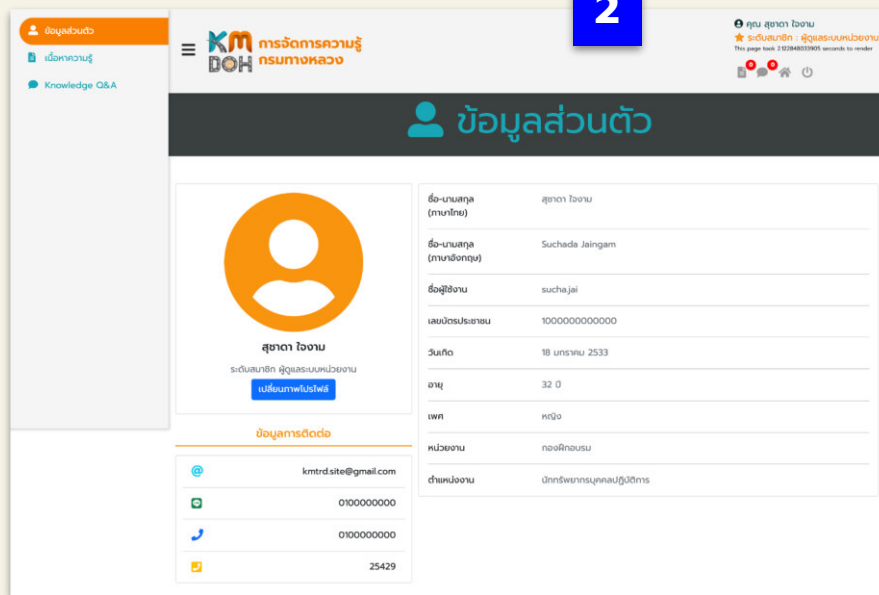 2
ข้อมูลส่วนตัว
เนื้อหาความรู้
Knowledge Q&A
KM
DOH
การจัดการความรู้
กรมทางหลวง
คุณ สุชาดา ใจงาม
ระดับสมาชิก : ผู้ดูแลระบบหน่วยงาน
This page took 2.122848033905 seconds to render
0
0
ข้อมูลส่วนตัว
สุชาดา ใจงาม
ระดับสมาชิก ผู้ดูแลระบบหน่วยงาน
เปลี่ยนภาพโปรไฟล์
ข้อมูลการติดต่อ
@ kmtrd.site@gmail.com
0100000000
0100000000
25429
ชื่อ-นามสกุล สุชาดา ใจงาม
(ภาษาไทย)
ชื่อ-นามสกุล Suchada Jaingam
(ภาษาอังกฤษ)
ชื่อผู้ใช้งาน sucha.jai
เลขบัตรประชาชน 1000000000000
วันเกิด 18 มกราคม 2533
อายุ 32 ปี
เพศ หญิง
หน่วยงาน กองฝึกอบรม
ตำแหน่งงาน นักทรัพยากรบุคคลปฏิบัติการ